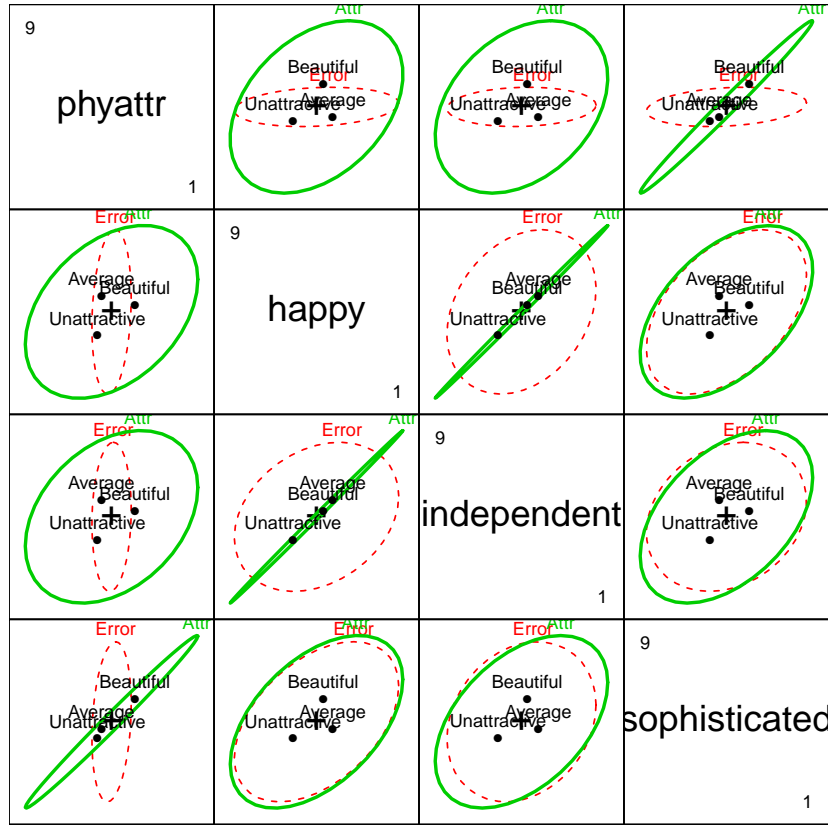 Attr
Attr
Attr
9
Beautiful
Beautiful
Beautiful
Error
Error
Error
phyattr
Unattractive
Average
Unattractive
Average
Unattractive
Average
1
Error
Attr
Error
Attr
Attr
Error
9
Average
Beautiful
Average
Beautiful
Average
Beautiful
happy
Unattractive
Unattractive
Unattractive
1
Attr
Error
Attr
Error
Attr
Error
9
Average
Beautiful
Average
Beautiful
Average
Beautiful
independent
Unattractive
Unattractive
Unattractive
1
Error
Attr
Attr
Error
Error
Attr
9
Beautiful
Beautiful
Beautiful
Average
Unattractive
Average
Unattractive
Average
Unattractive
sophisticated
1